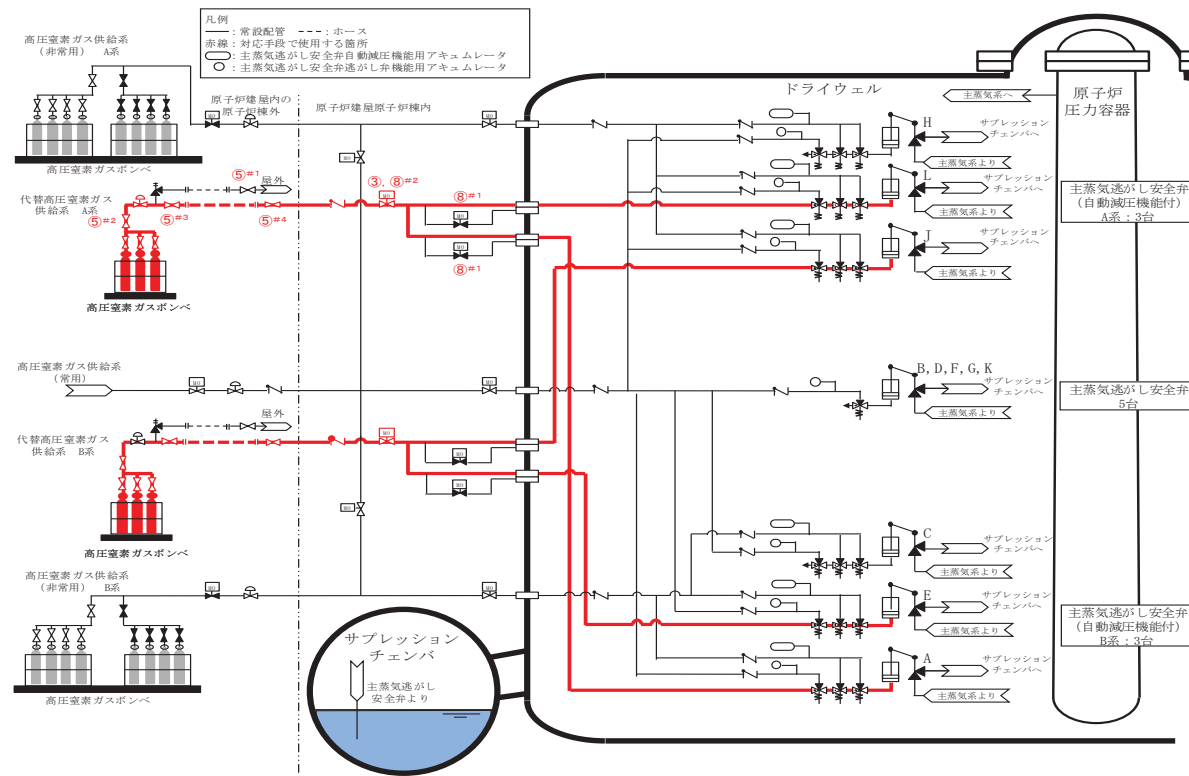 凡例
―――：常設配管 -----：ホース
赤線：対応手段で使用する箇所
：主蒸気逃がし安全弁自動減圧機能用アキュムレータ
：主蒸気逃がし安全弁逃がし弁機能用アキュムレータ
高圧窒素ガス供給系
（非常用） A系
原子炉建屋内の
原子炉棟外
原子炉建屋原子炉棟内
MO
MO
MO
高圧窒素ガスボンベ
代替高圧窒素ガス
供給系 A系
⑤#1
屋外
⑤#2
⑤#3
⑤#4
③, ⑧#2
MO
⑧#1
MO
MO
⑧#1
高圧窒素ガスボンベ
高圧窒素ガス供給系
（常用）
MO
MO
屋外
代替高圧窒素ガス
供給系 B系
MO
MO
MO
MO
高圧窒素ガスボンベ
高圧窒素ガス供給系
（非常用） B系
MO
MO
高圧窒素ガスボンベ
サプレッション
チェンバ
主蒸気逃がし
安全弁より
ドライウェル
主蒸気系へ
原子炉
圧力容器
H
サプレッション
チェンバへ
主蒸気系より
L
サプレッション
チェンバへ
主蒸気系より
J
サプレッション
チェンバへ
主蒸気系より
主蒸気逃がし安全弁
（自動減圧機能付）
A系：3台
B, D, F, G, K
サプレッション
チェンバへ
主蒸気系より
主蒸気逃がし安全弁
5台
C
サプレッション
チェンバへ
主蒸気系より
E
サプレッション
チェンバへ
主蒸気系より
A
サプレッション
チェンバへ
主蒸気系より
主蒸気逃がし安全弁
（自動減圧機能付）
B系：3台